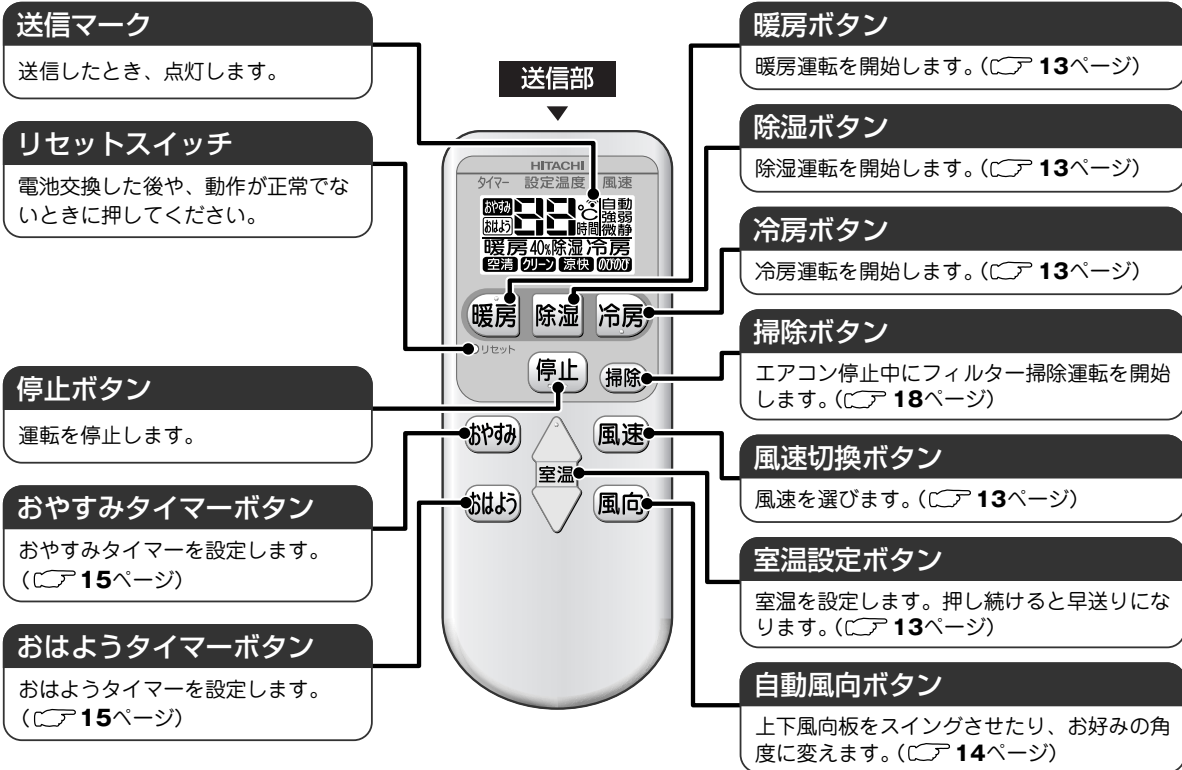 送信マーク
送信したとき、点灯します。
リセットスイッチ
電池交換した後や、動作が正常でな
いときに押してください。
停止ボタン
運転を停止します。
おやすみタイマーボタン
おやすみタイマーを設定します。
(15ページ)
おはようタイマーボタン
おはようタイマーを設定します。
(15ページ)
送信部
HITACHI
タイマー 設定温度 風速
おやすみ 88℃ 自動
強弱
おはよう 時間 微静
暖房 40% 除湿 冷房
空清 クリーン 涼快 のびのび
暖房 除湿 冷房
リセット
停止 掃除
おやすみ 風速
室温
おはよう 風向
暖房ボタン
暖房運転を開始します。(13ページ)
除湿ボタン
除湿運転を開始します。(13ページ)
冷房ボタン
冷房運転を開始します。(13ページ)
掃除ボタン
エアコン停止中にフィルター掃除運転を開始
します。(18ページ)
風速切換ボタン
風速を選びます。(13ページ)
室温設定ボタン
室温を設定します。押し続けると早送りにな
ります。(13ページ)
自動風向ボタン
上下風向板をスイングさせたり、お好みの角
度に変えます。(14ページ)